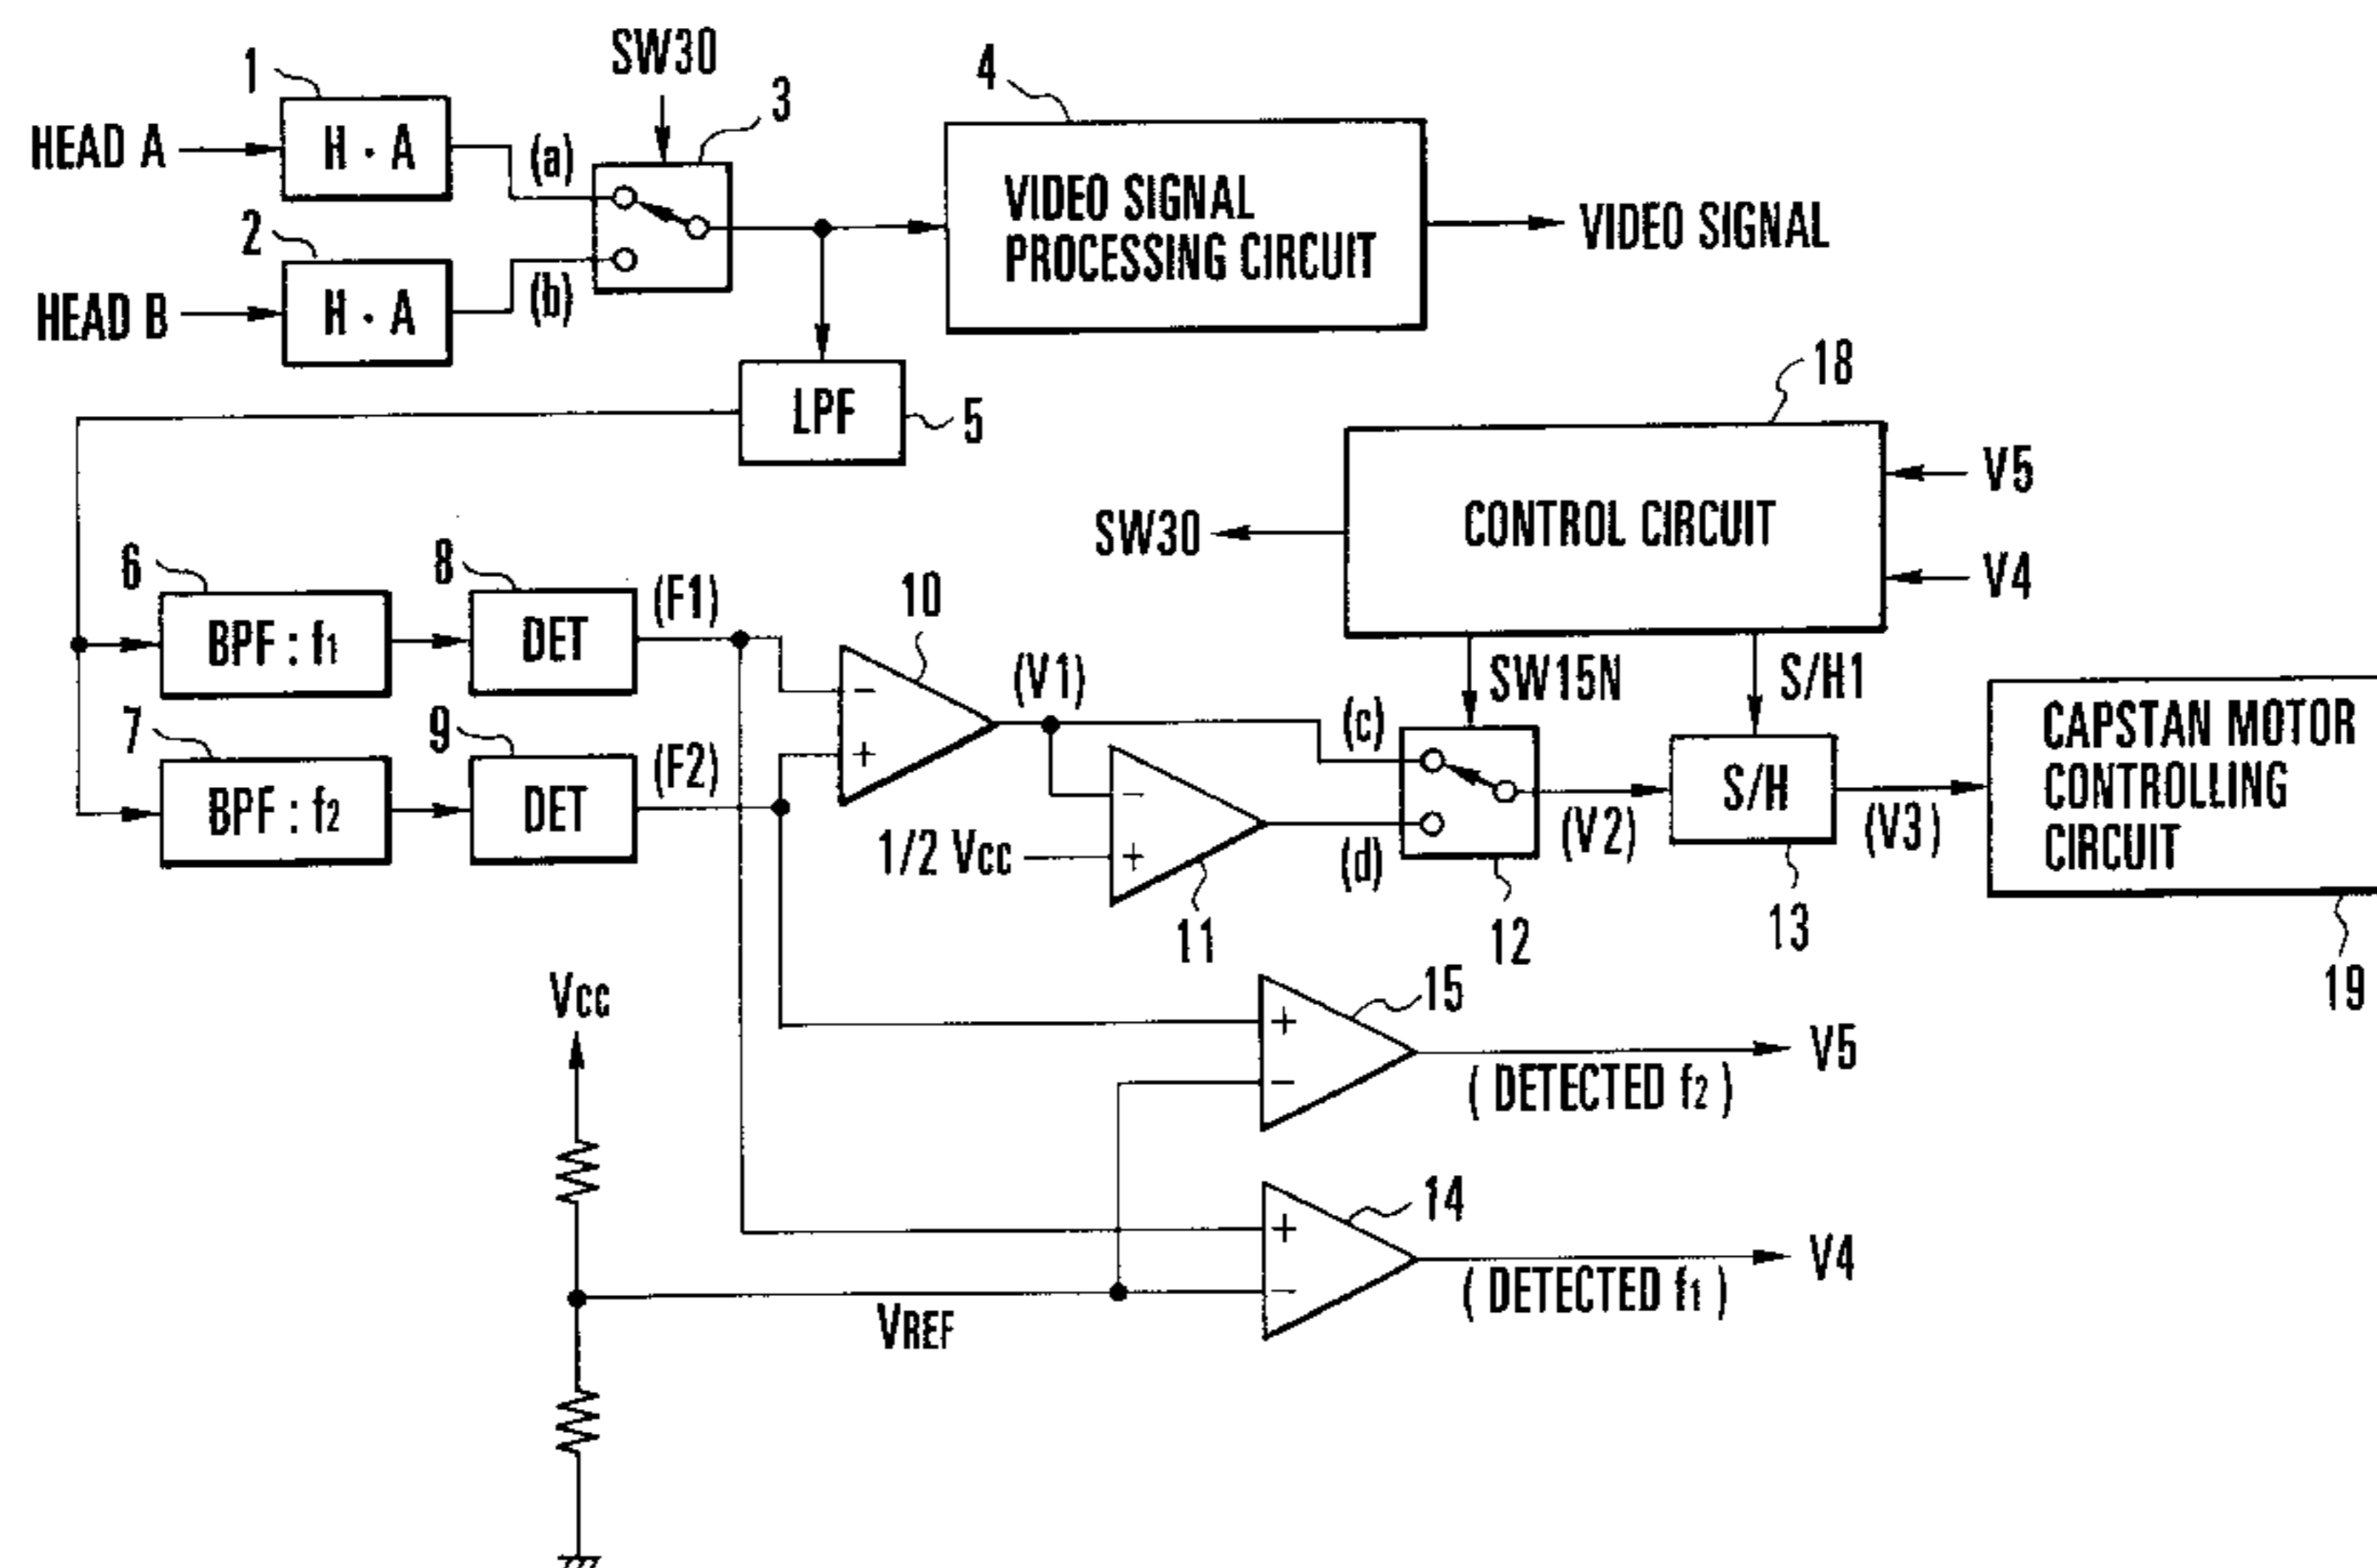 SW30
1
3
4
HEAD A
H · A
(a)
VIDEO SIGNAL
PROCESSING CIRCUIT
VIDEO SIGNAL
2
HEAD B
H · A
(b)
LPF
5
18
CONTROL CIRCUIT
V5
V4
SW30
SW15N
S/H1
6
BPF : f1
8
DET
(F1)
10
−
+
(V1)
7
BPF : f2
9
DET
(F2)
1/2 Vcc
−
+
11
(c)
(d)
12
(V2)
S/H
13
(V3)
CAPSTAN MOTOR
CONTROLLING
CIRCUIT
19
Vcc
15
+
−
V5
( DETECTED f2 )
14
+
−
V4
( DETECTED f1 )
VREF